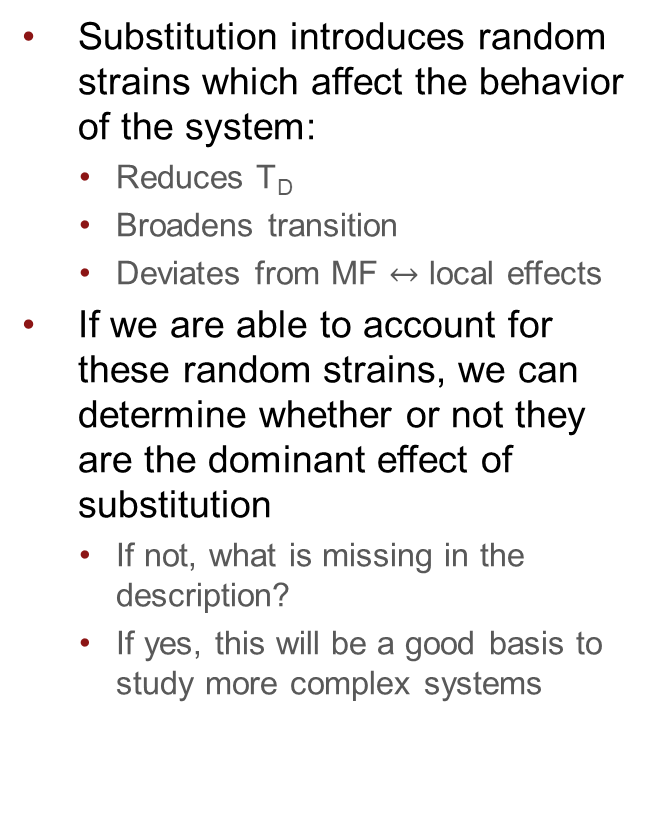 • Substitution introduces random
strains which affect the behavior
of the system:
• Reduces T_D
• Broadens transition
• Deviates from MF ↔ local effects
• If we are able to account for
these random strains, we can
determine whether or not they
are the dominant effect of
substitution
• If not, what is missing in the
description?
• If yes, this will be a good basis to
study more complex systems